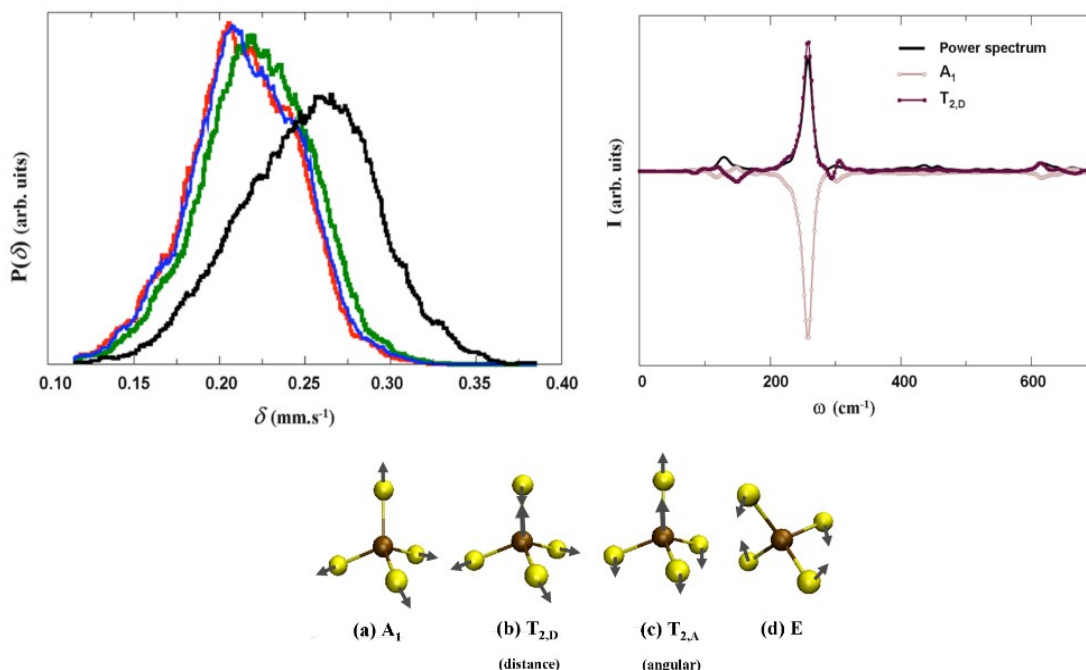 P(δ) (arb. uits)
0.10 0.15 0.20 0.25 0.30 0.35 0.40
δ (mm.s-1)
I (arb. uits)
Power spectrum
A1
T2,D
0 200 400 600
ω (cm-1)
(a) A1 (b) T2,D (c) T2,A (d) E
(distance) (angular)